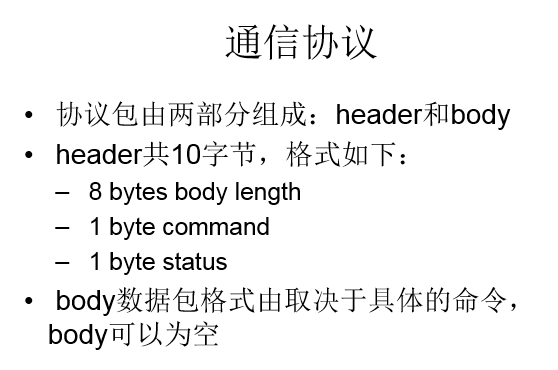 通信协议
• 协议包由两部分组成：header和body
• header共10字节，格式如下：
– 8 bytes body length
– 1 byte command
– 1 byte status
• body数据包格式由取决于具体的命令，
body可以为空